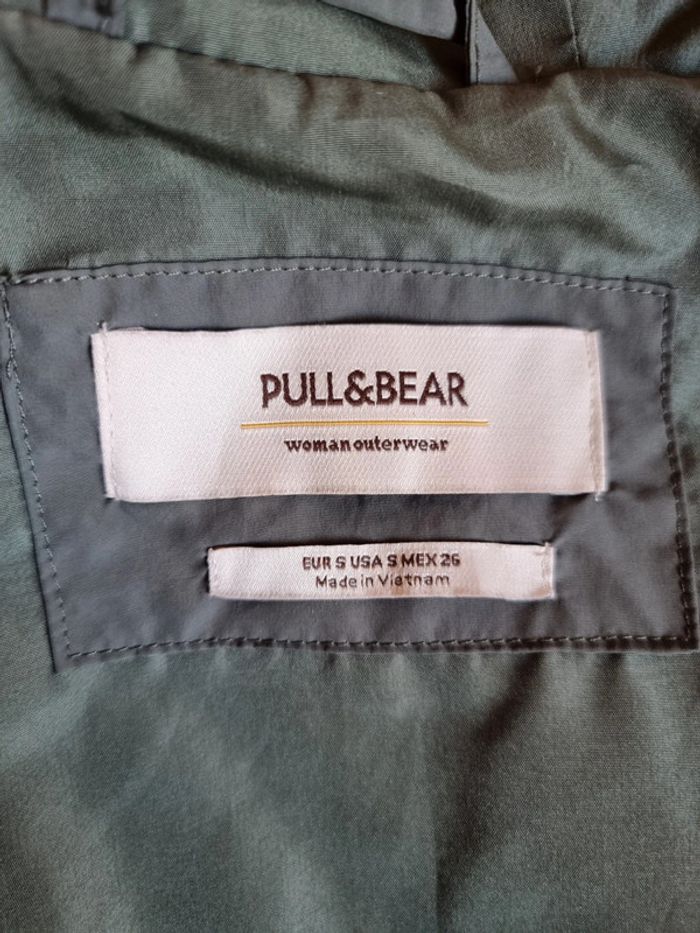 PULL&BEAR
woman outerwear
EUR S USA S MEX 26
Made in Vietnam